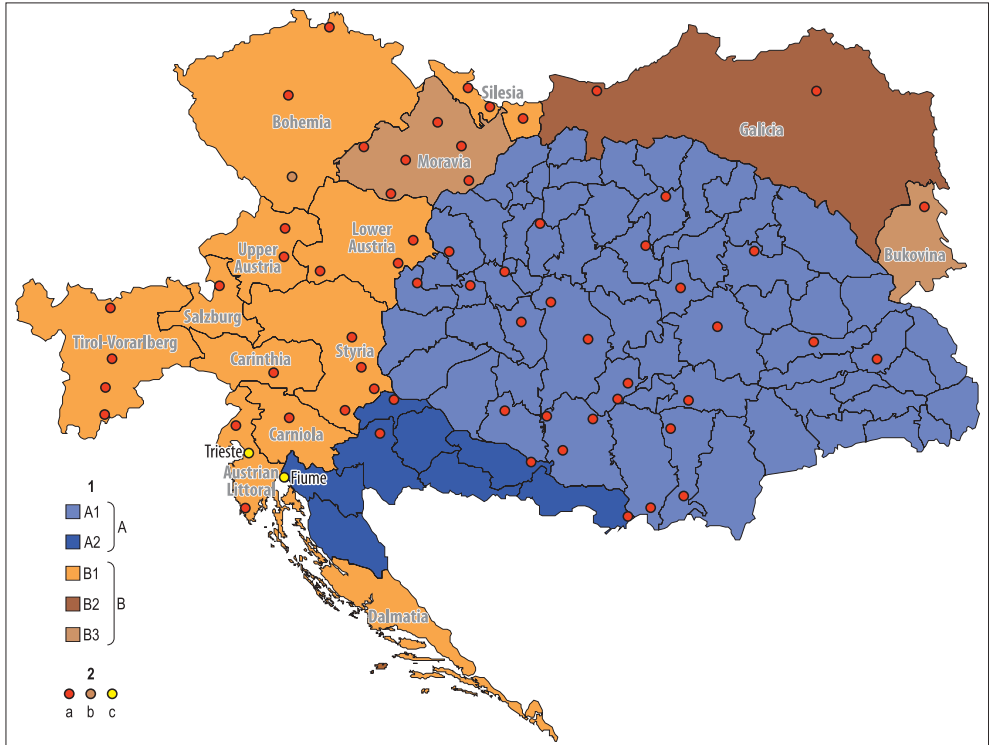 Silesia
Bohemia
Galicia
Moravia
Lower
Austria
Upper
Austria
Bukovina
Salzburg
Tirol-Vorarlberg
Styria
Carinthia
Carniola
Trieste
Austrian
Littoral
Fiume
1
A1
A2
A
B1
B2
B3
B
Dalmatia
2
a b c